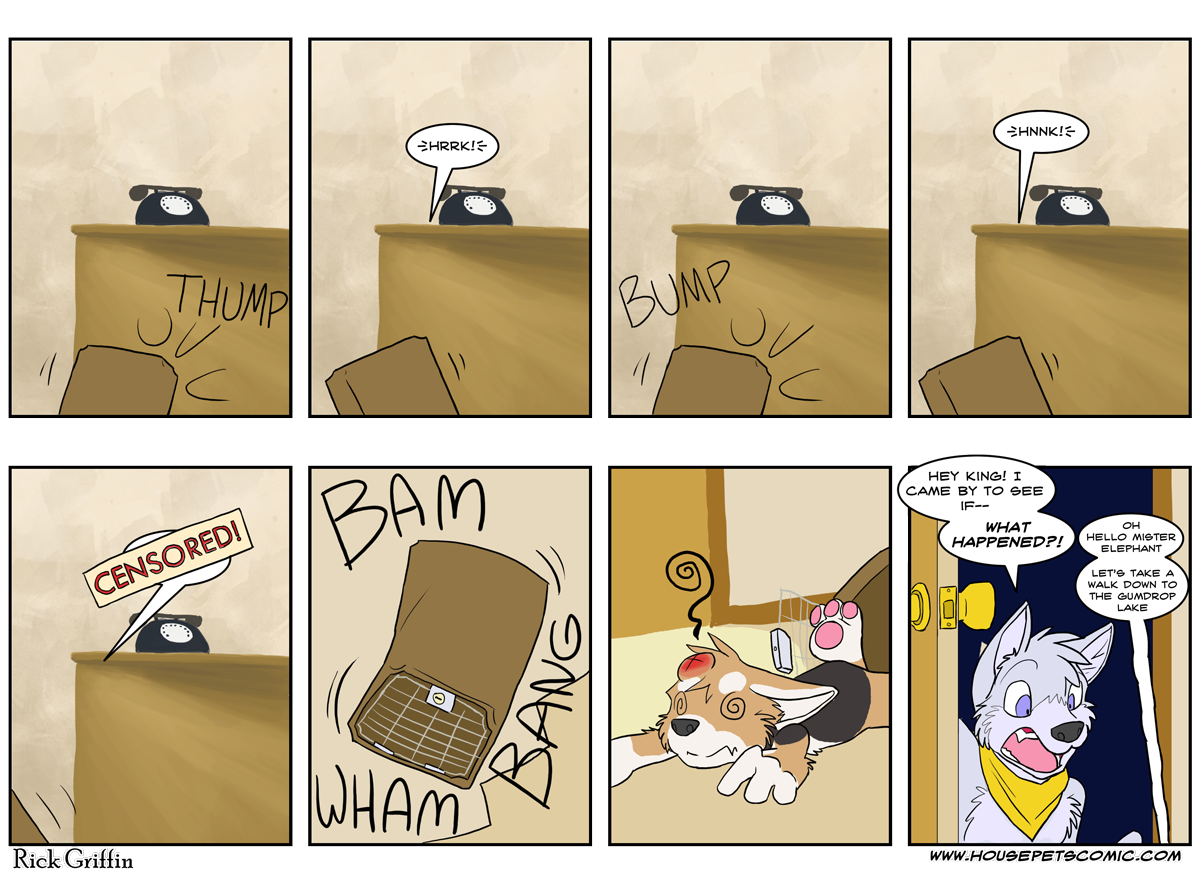 THUMP
HRRK!
BUMP
HNNK!
CENSORED!
BAM
BANG
WHAM
HEY KING! I
CAME BY TO SEE
IF--
WHAT
HAPPENED?!
OH
HELLO MISTER
ELEPHANT
LET'S TAKE A
WALK DOWN TO
THE GUMDROP
LAKE
Rick Griffin
WWW.HOUSEPETSCOMIC.COM